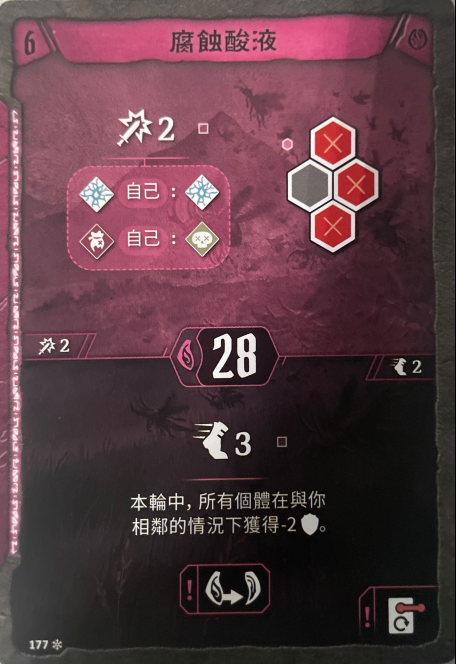 6
腐蝕酸液
2
自己：
自己：
2
28
2
3
本輪中, 所有個體在與你
相鄰的情況下獲得-2 。
!
!
177